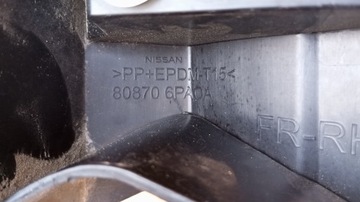 NISSAN
>PP+EPDM-T15<
80870 6PA0A
FR-RH